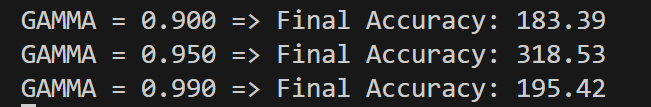 GAMMA = 0.900 => Final Accuracy: 183.39
GAMMA = 0.950 => Final Accuracy: 318.53
GAMMA = 0.990 => Final Accuracy: 195.42